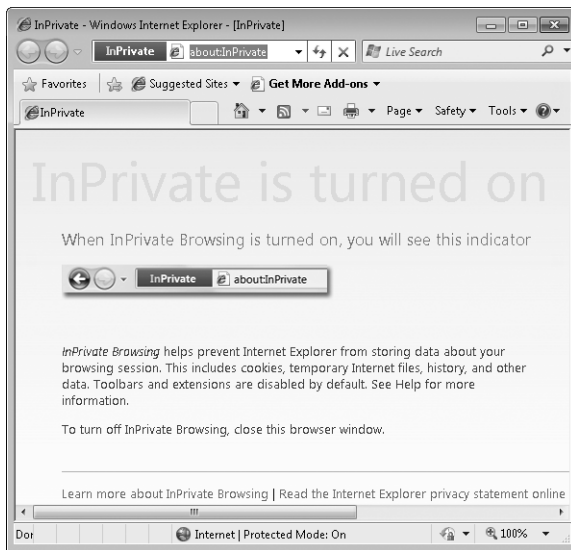 InPrivate - Windows Internet Explorer - [InPrivate]
InPrivate about:InPrivate Live Search
Favorites Suggested Sites Get More Add-ons
InPrivate Page Safety Tools
InPrivate is turned on
When InPrivate Browsing is turned on, you will see this indicator
InPrivate about:InPrivate
InPrivate Browsing helps prevent Internet Explorer from storing data about your
browsing session. This includes cookies, temporary Internet files, history, and other
data. Toolbars and extensions are disabled by default. See Help for more
information.
To turn off InPrivate Browsing, close this browser window.
Learn more about InPrivate Browsing | Read the Internet Explorer privacy statement online
Internet | Protected Mode: On 100%